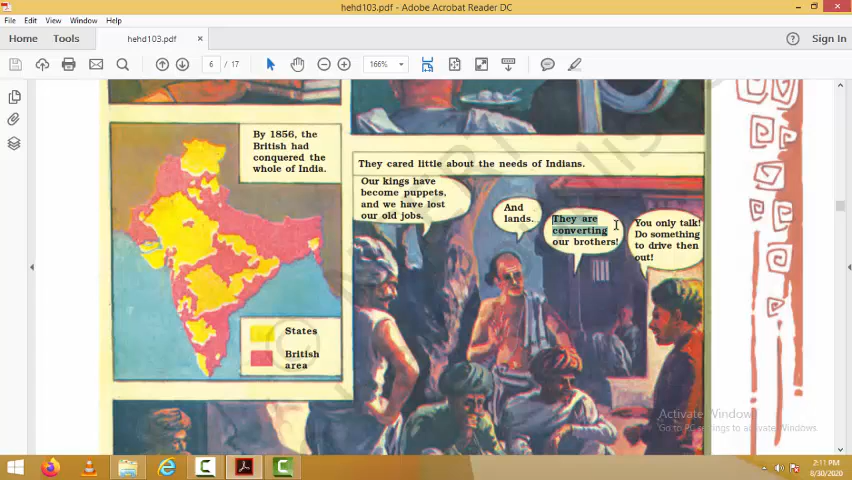 hehd103.pdf - Adobe Acrobat Reader DC
File Edit View Window Help
Home Tools hehd103.pdf × Sign In
6 / 17 166%
By 1856, the
British had
conquered the
whole of India.
They cared little about the needs of Indians.
Our kings have
become puppets,
and we have lost
our old jobs.
And
lands.
They are
converting
our brothers!
You only talk!
Do something
to drive then
out!
States
British
area
Activate Windows
Go to PC settings to activate Windows.
2:11 PM
8/30/2020